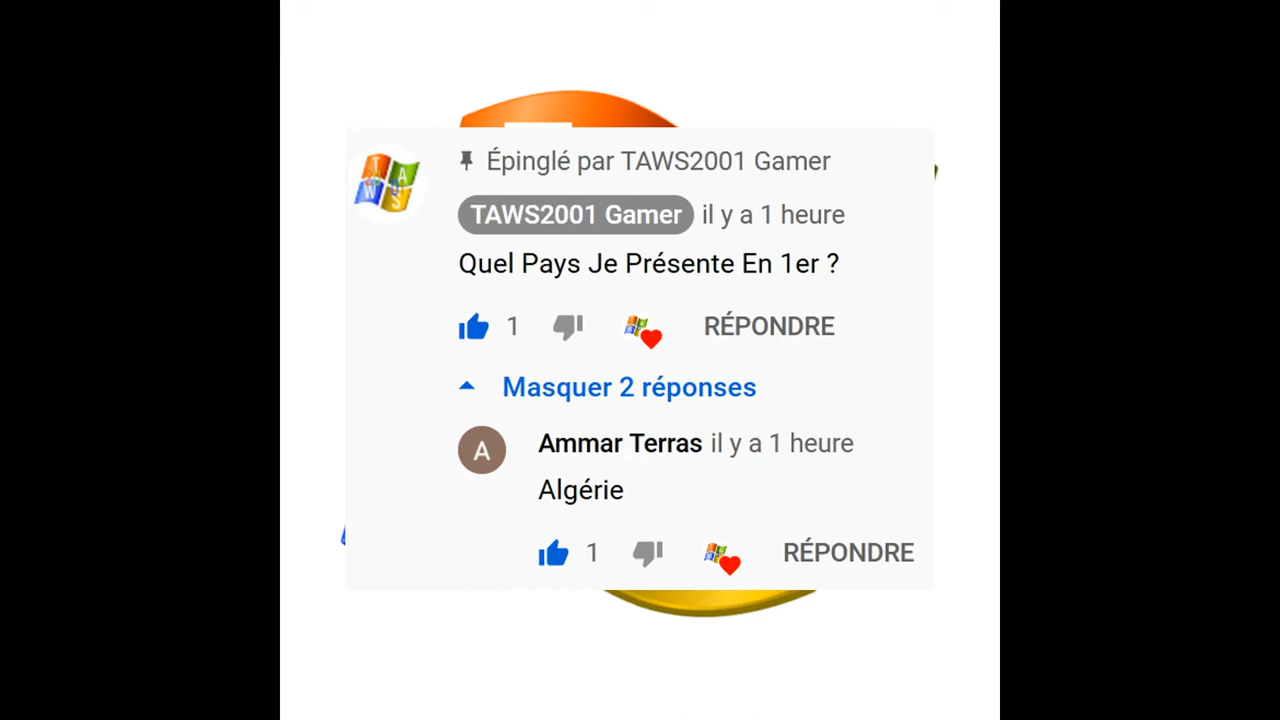 Épinglé par TAWS2001 Gamer
TAWS2001 Gamer il y a 1 heure
Quel Pays Je Présente En 1er ?
1 RÉPONDRE
Masquer 2 réponses
A
Ammar Terras il y a 1 heure
Algérie
1 RÉPONDRE
T A
W S